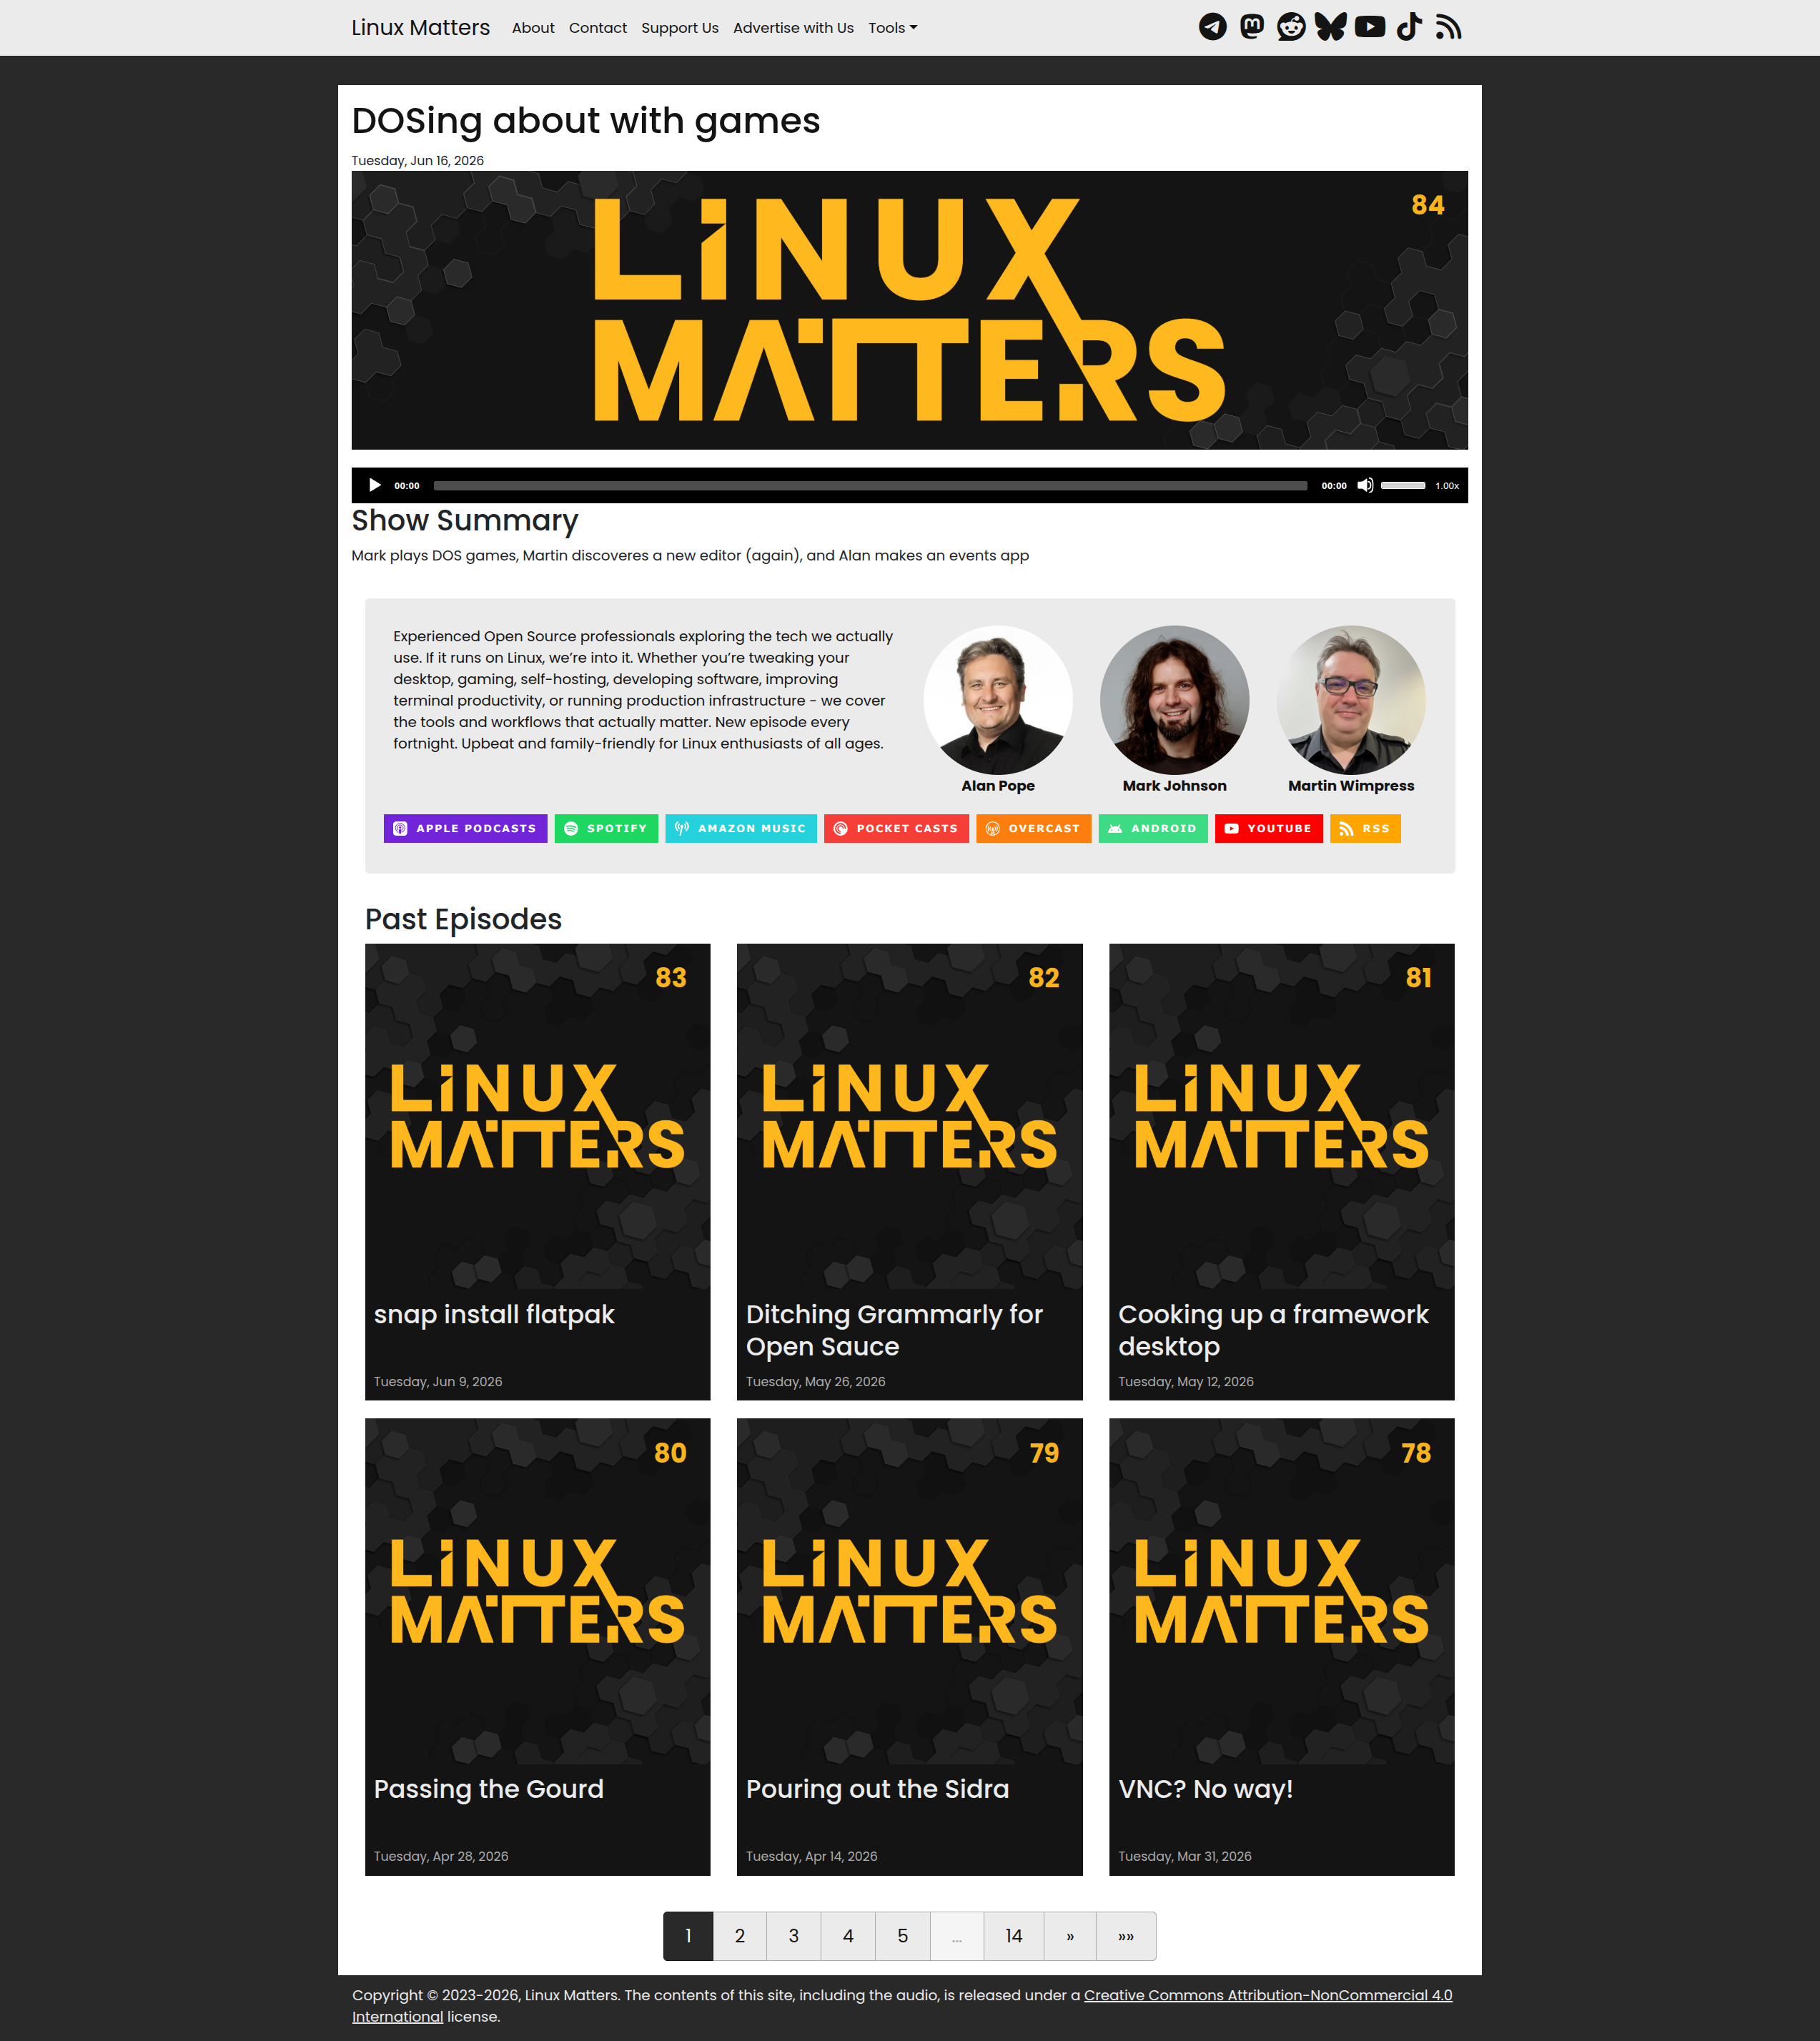 Linux Matters About Contact Support Us Advertise with Us Tools
DOSing about with games
Tuesday, Jun 16, 2026
84
LiNUX
MATTERS
00:00 00:00 1.00x
Show Summary
Mark plays DOS games, Martin discoveres a new editor (again), and Alan makes an events app
Experienced Open Source professionals exploring the tech we actually
use. If it runs on Linux, we’re into it. Whether you’re tweaking your
desktop, gaming, self-hosting, developing software, improving
terminal productivity, or running production infrastructure - we cover
the tools and workflows that actually matter. New episode every
fortnight. Upbeat and family-friendly for Linux enthusiasts of all ages.
Alan Pope Mark Johnson Martin Wimpress
APPLE PODCASTS SPOTIFY AMAZON MUSIC POCKET CASTS OVERCAST ANDROID YOUTUBE RSS
Past Episodes
83
LiNUX
MATTERS
snap install flatpak
Tuesday, Jun 9, 2026
82
LiNUX
MATTERS
Ditching Grammarly for
Open Sauce
Tuesday, May 26, 2026
81
LiNUX
MATTERS
Cooking up a framework
desktop
Tuesday, May 12, 2026
80
LiNUX
MATTERS
Passing the Gourd
Tuesday, Apr 28, 2026
79
LiNUX
MATTERS
Pouring out the Sidra
Tuesday, Apr 14, 2026
78
LiNUX
MATTERS
VNC? No way!
Tuesday, Mar 31, 2026
1 2 3 4 5 … 14 » »»
Copyright © 2023-2026, Linux Matters. The contents of this site, including the audio, is released under a Creative Commons Attribution-NonCommercial 4.0
International license.